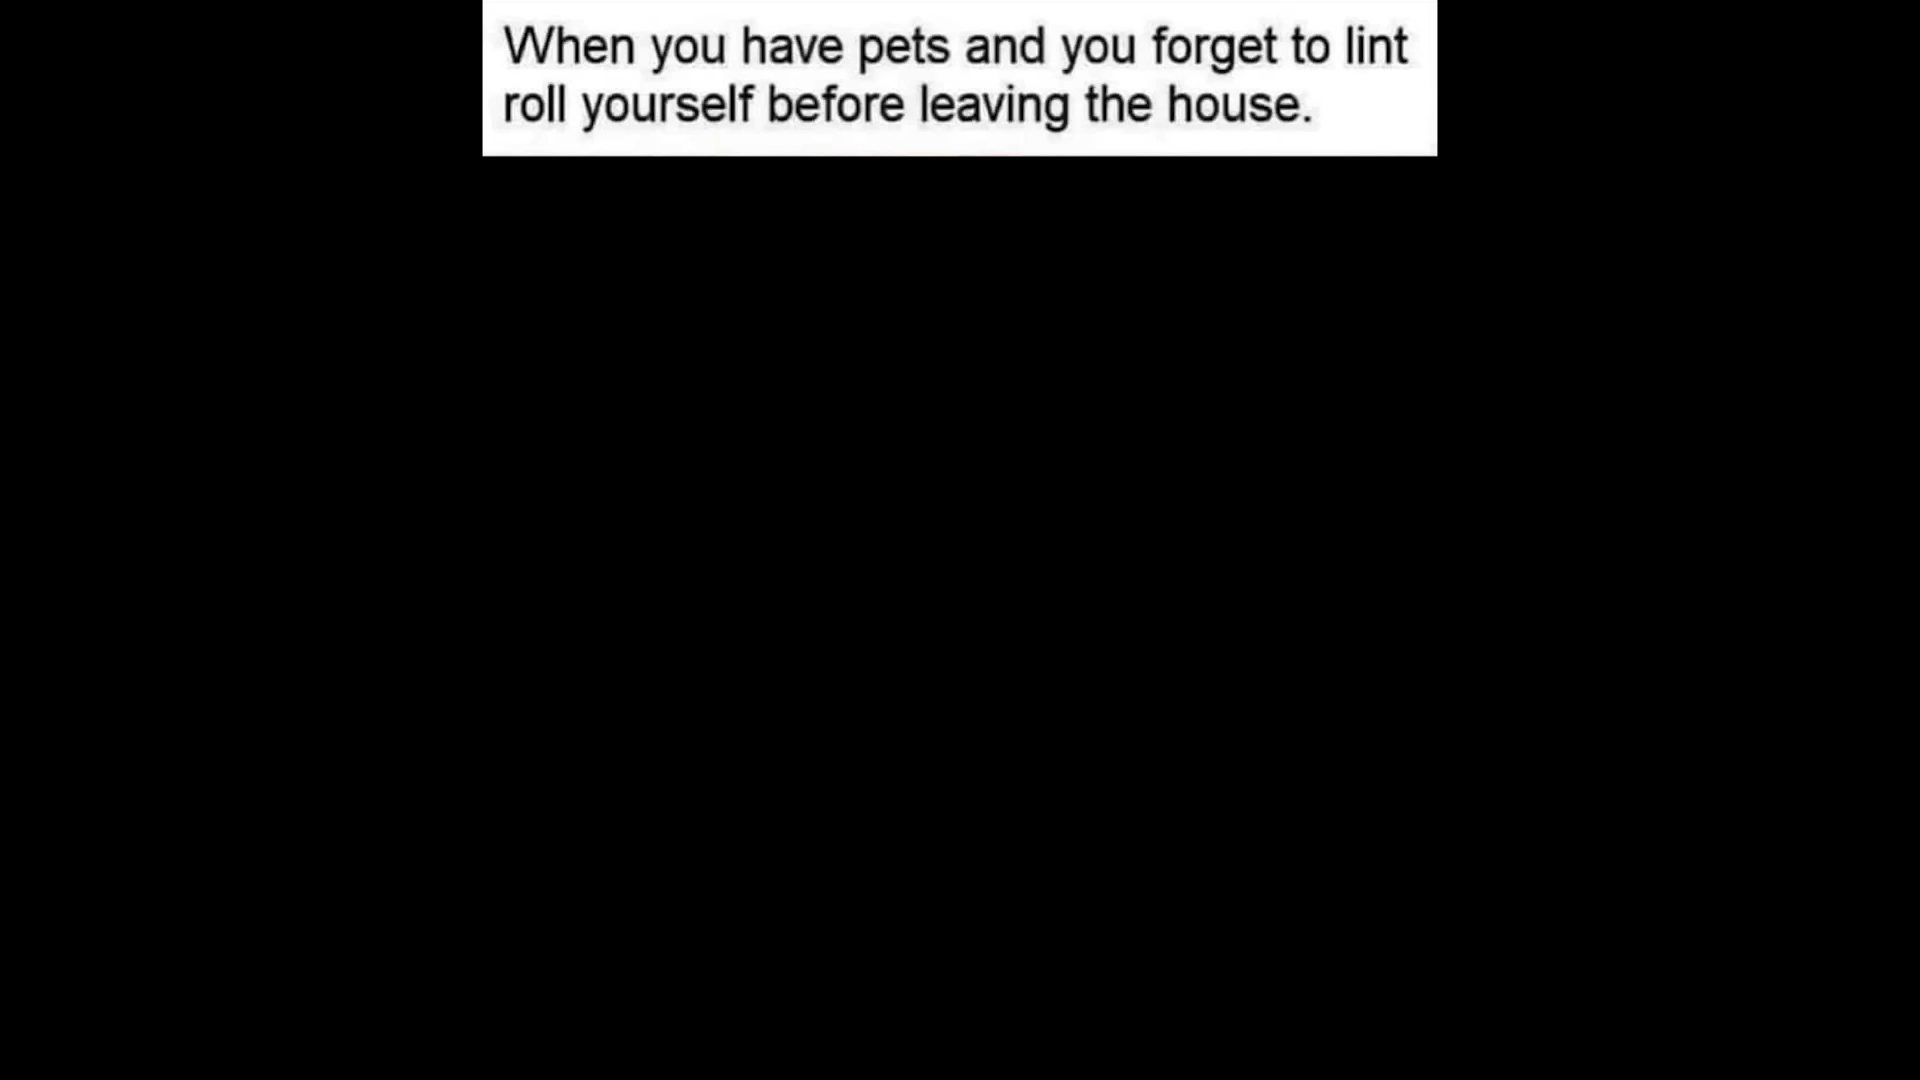 When you have pets and you forget to lint
roll yourself before leaving the house.